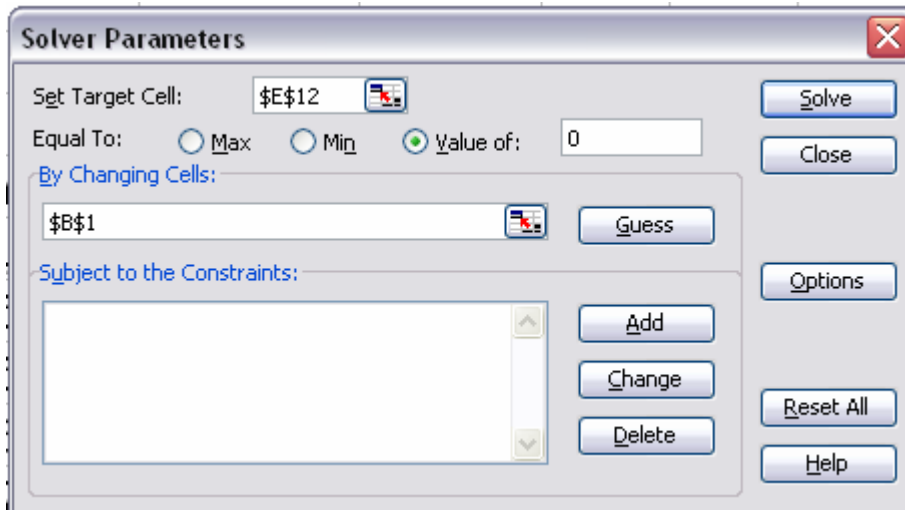 Solver Parameters
Set Target Cell: $E$12
Solve
Equal To: Max Min Value of: 0
Close
By Changing Cells:
$B$1
Guess
Subject to the Constraints:
Options
Add
Change
Reset All
Delete
Help